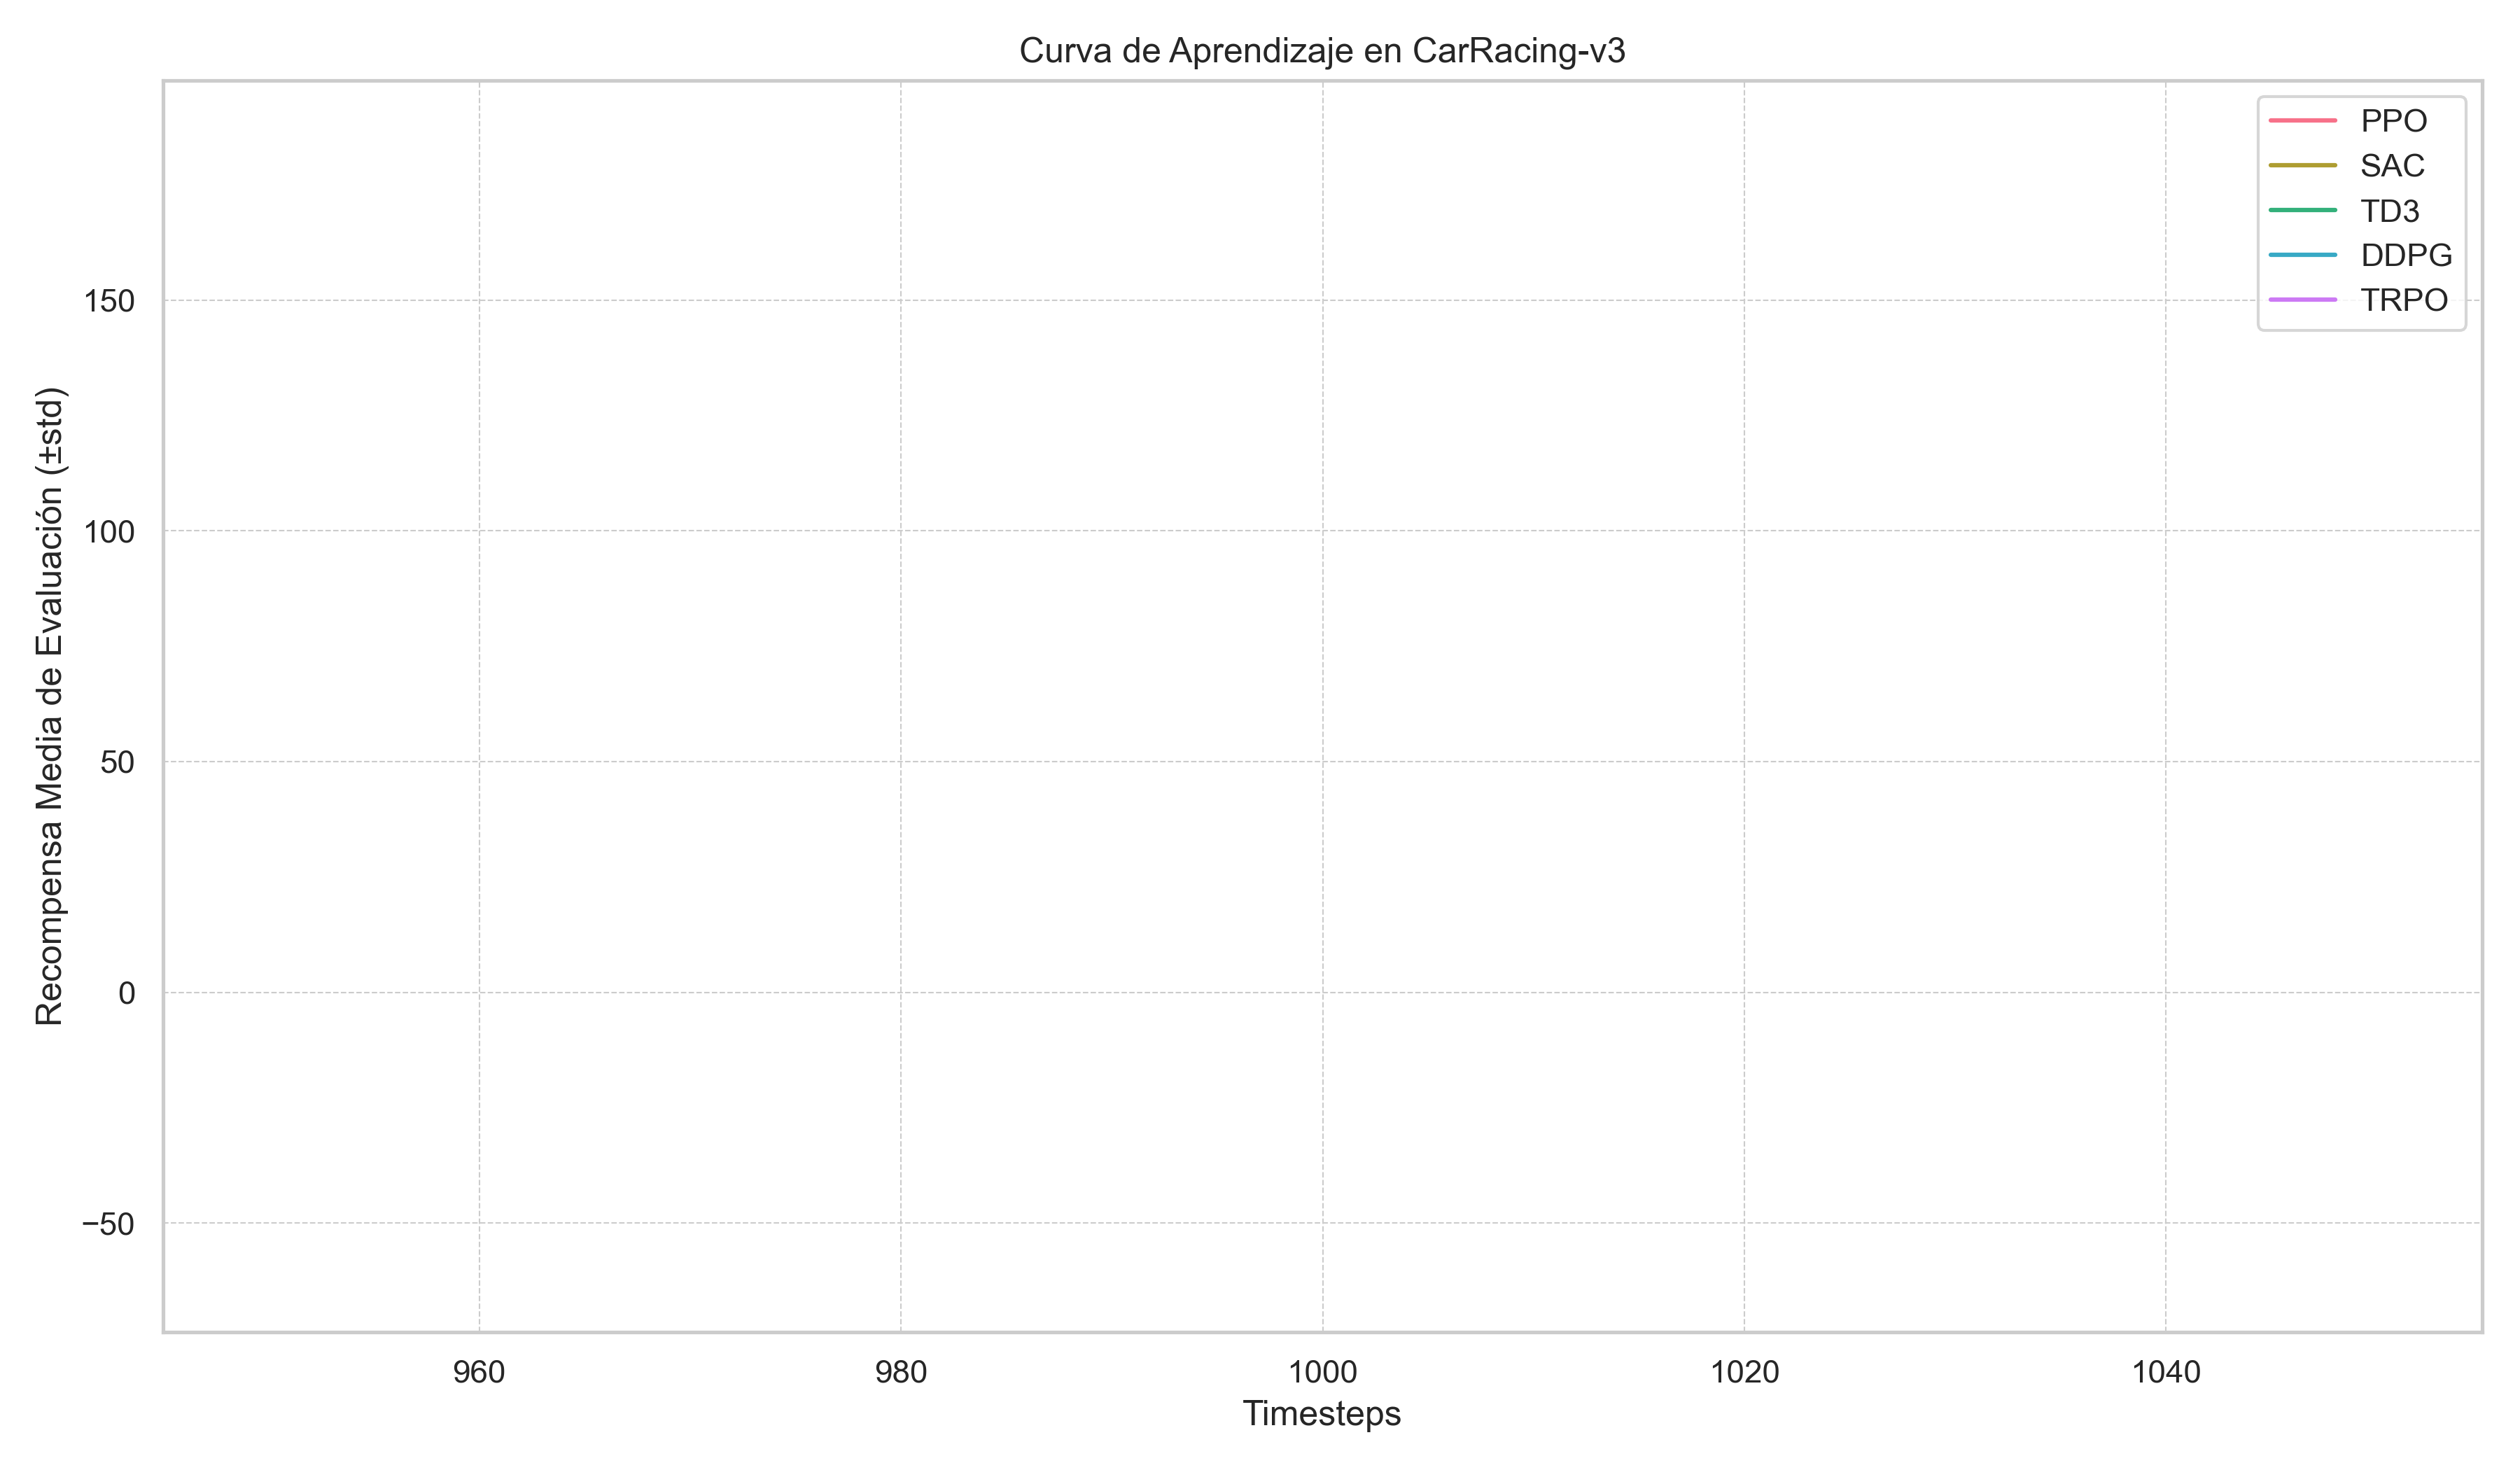 Curva de Aprendizaje en CarRacing-v3
PPO
SAC
TD3
DDPG
TRPO
Recompensa Media de Evaluación (±std)
150
100
50
0
−50
960 980 1000 1020 1040
Timesteps